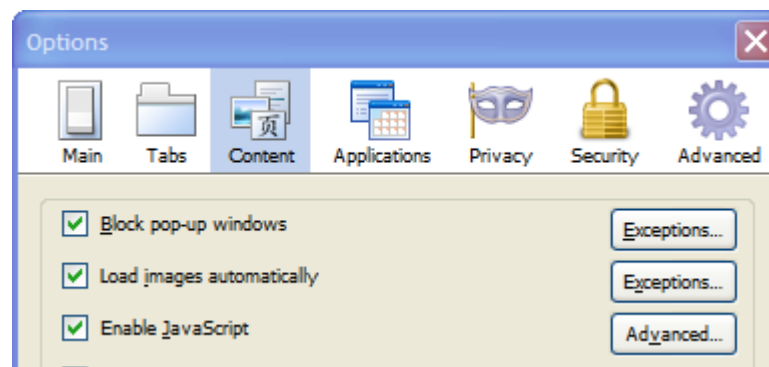 Options
页
Main Tabs Content Applications Privacy Security Advanced
Block pop-up windows Exceptions...
Load images automatically Exceptions...
Enable JavaScript Advanced...